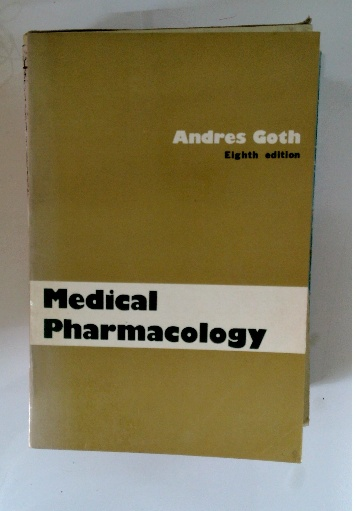 Andres Goth
Eighth edition
Medical
Pharmacology